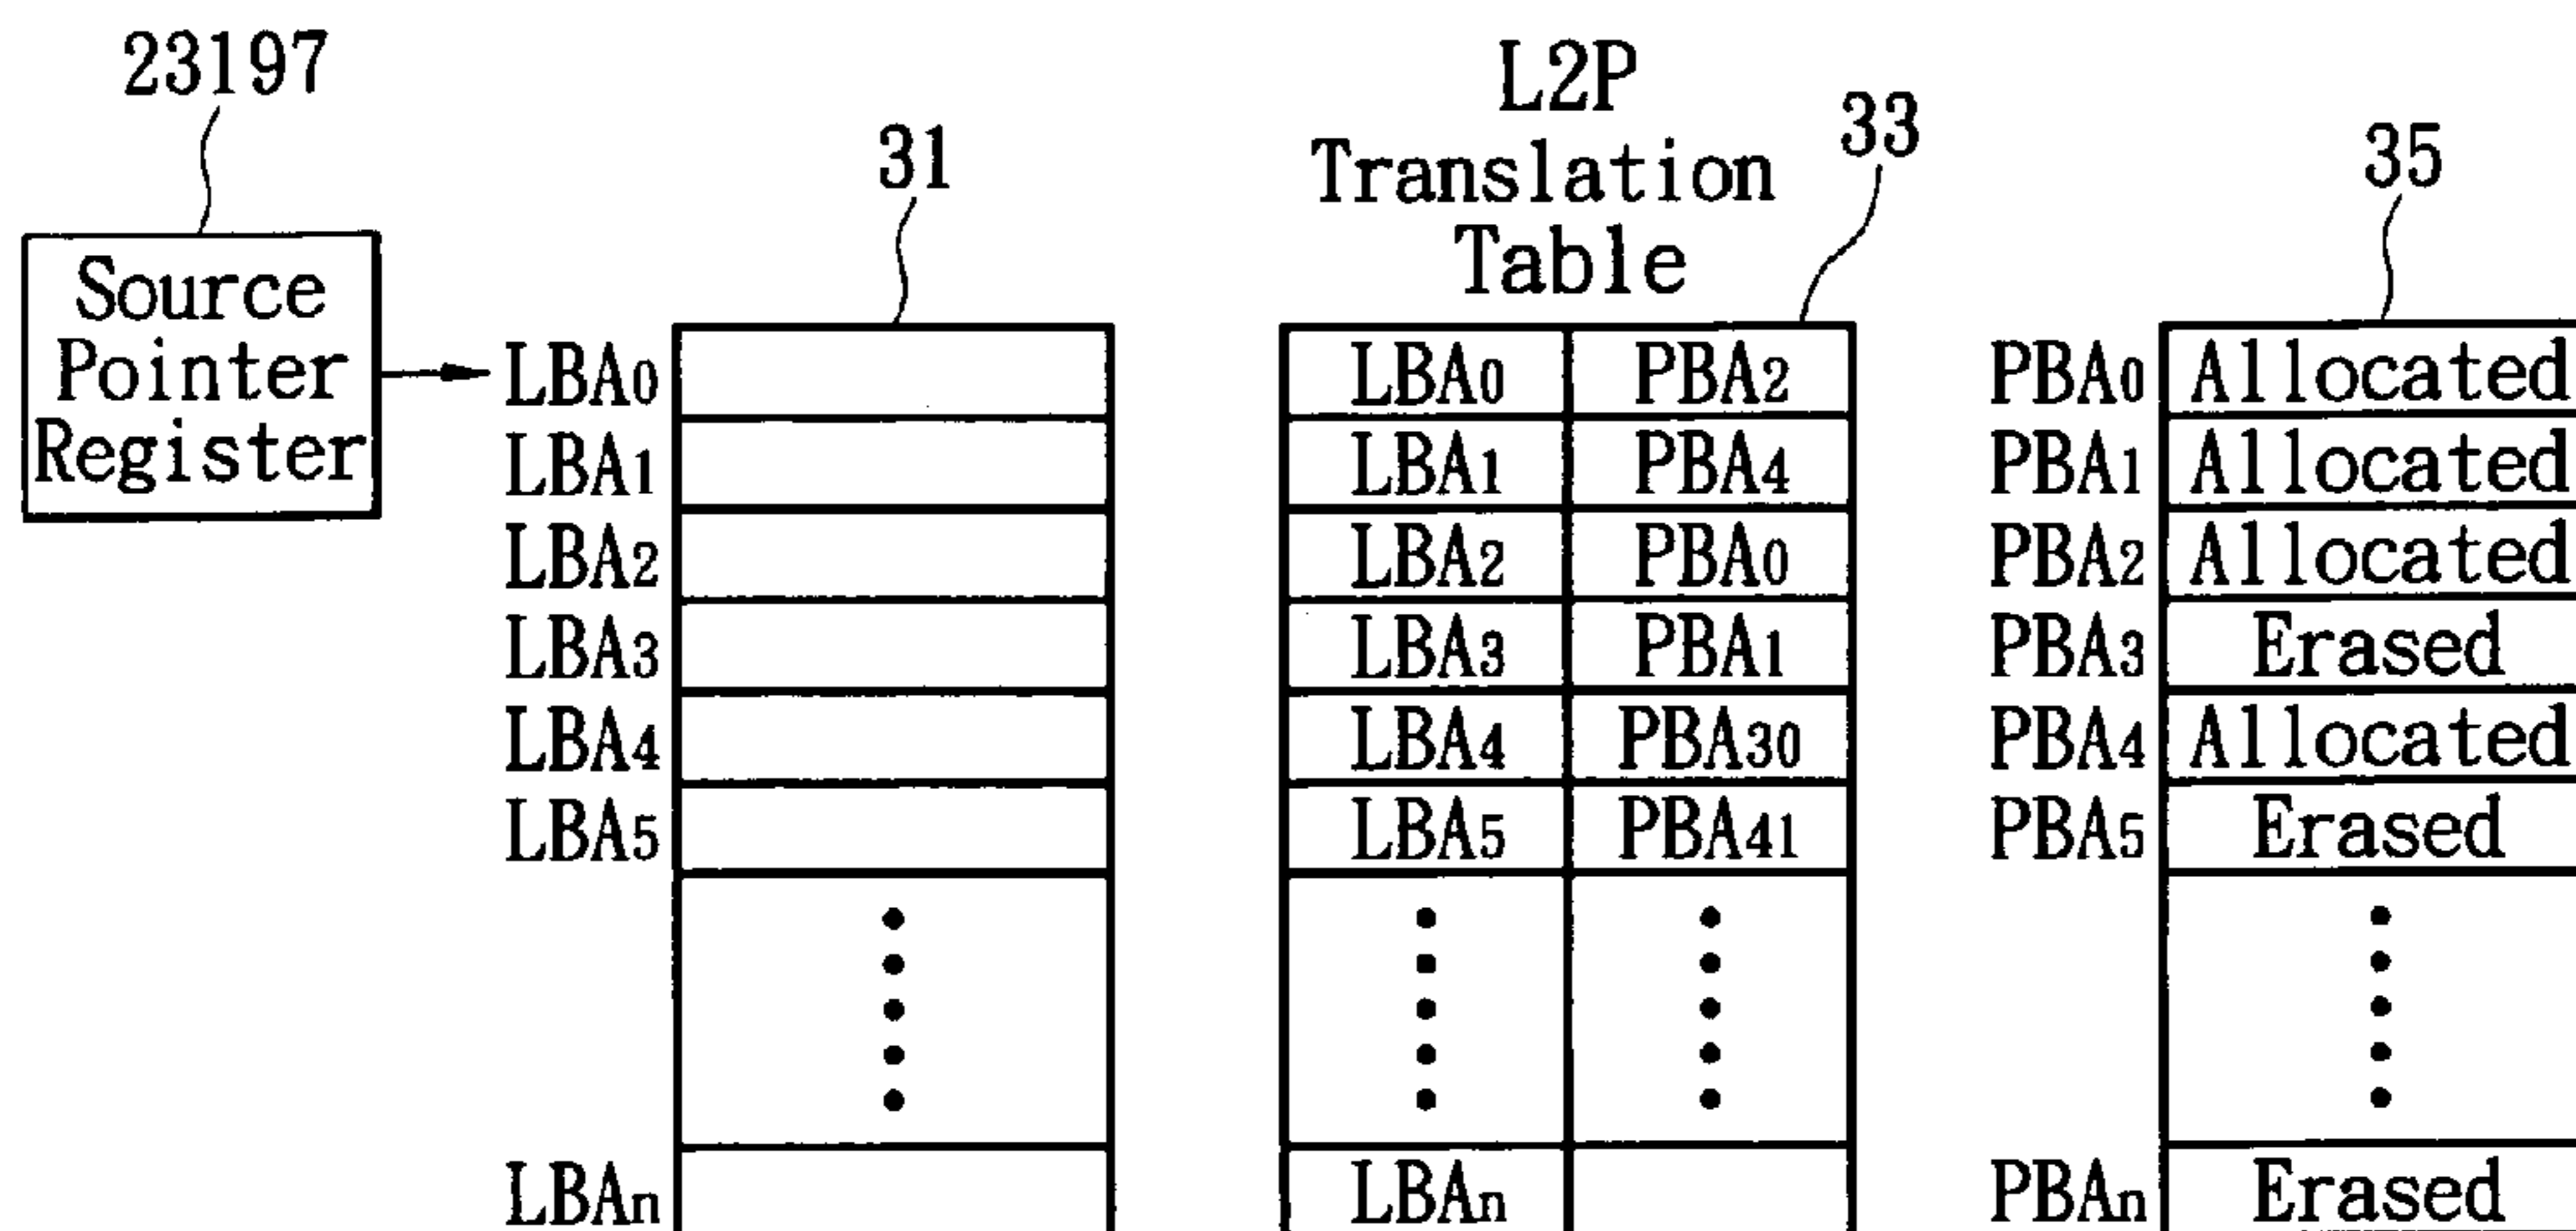 23197
Source
Pointer
Register
31
LBA0
LBA1
LBA2
LBA3
LBA4
LBA5
LBAn
L2P
Translation
Table
33
LBA0 PBA2
LBA1 PBA4
LBA2 PBA0
LBA3 PBA1
LBA4 PBA30
LBA5 PBA41
LBAn
35
PBA0 Allocated
PBA1 Allocated
PBA2 Allocated
PBA3 Erased
PBA4 Allocated
PBA5 Erased
PBAn Erased